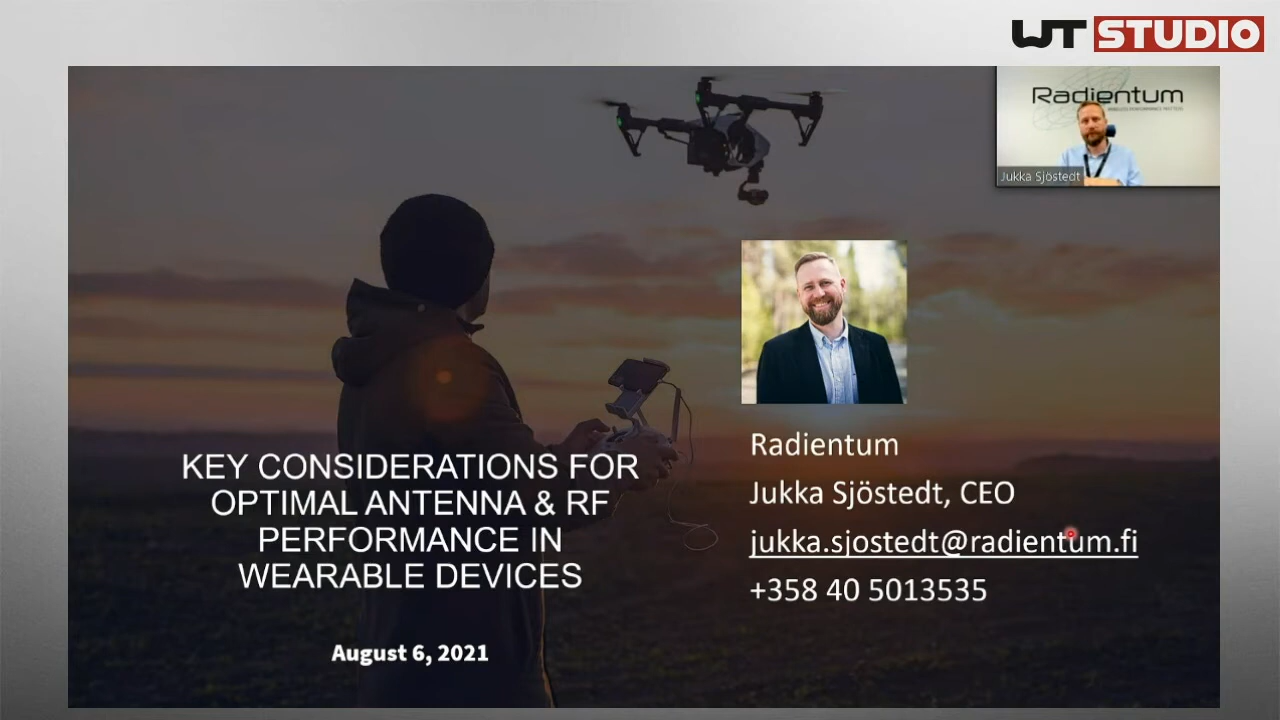 WT STUDIO
Radientum
Jukka Sjöstedt
KEY CONSIDERATIONS FOR
OPTIMAL ANTENNA & RF
PERFORMANCE IN
WEARABLE DEVICES
August 6, 2021
Radientum
Jukka Sjöstedt, CEO
jukka.sjostedt@radientum.fi
+358 40 5013535